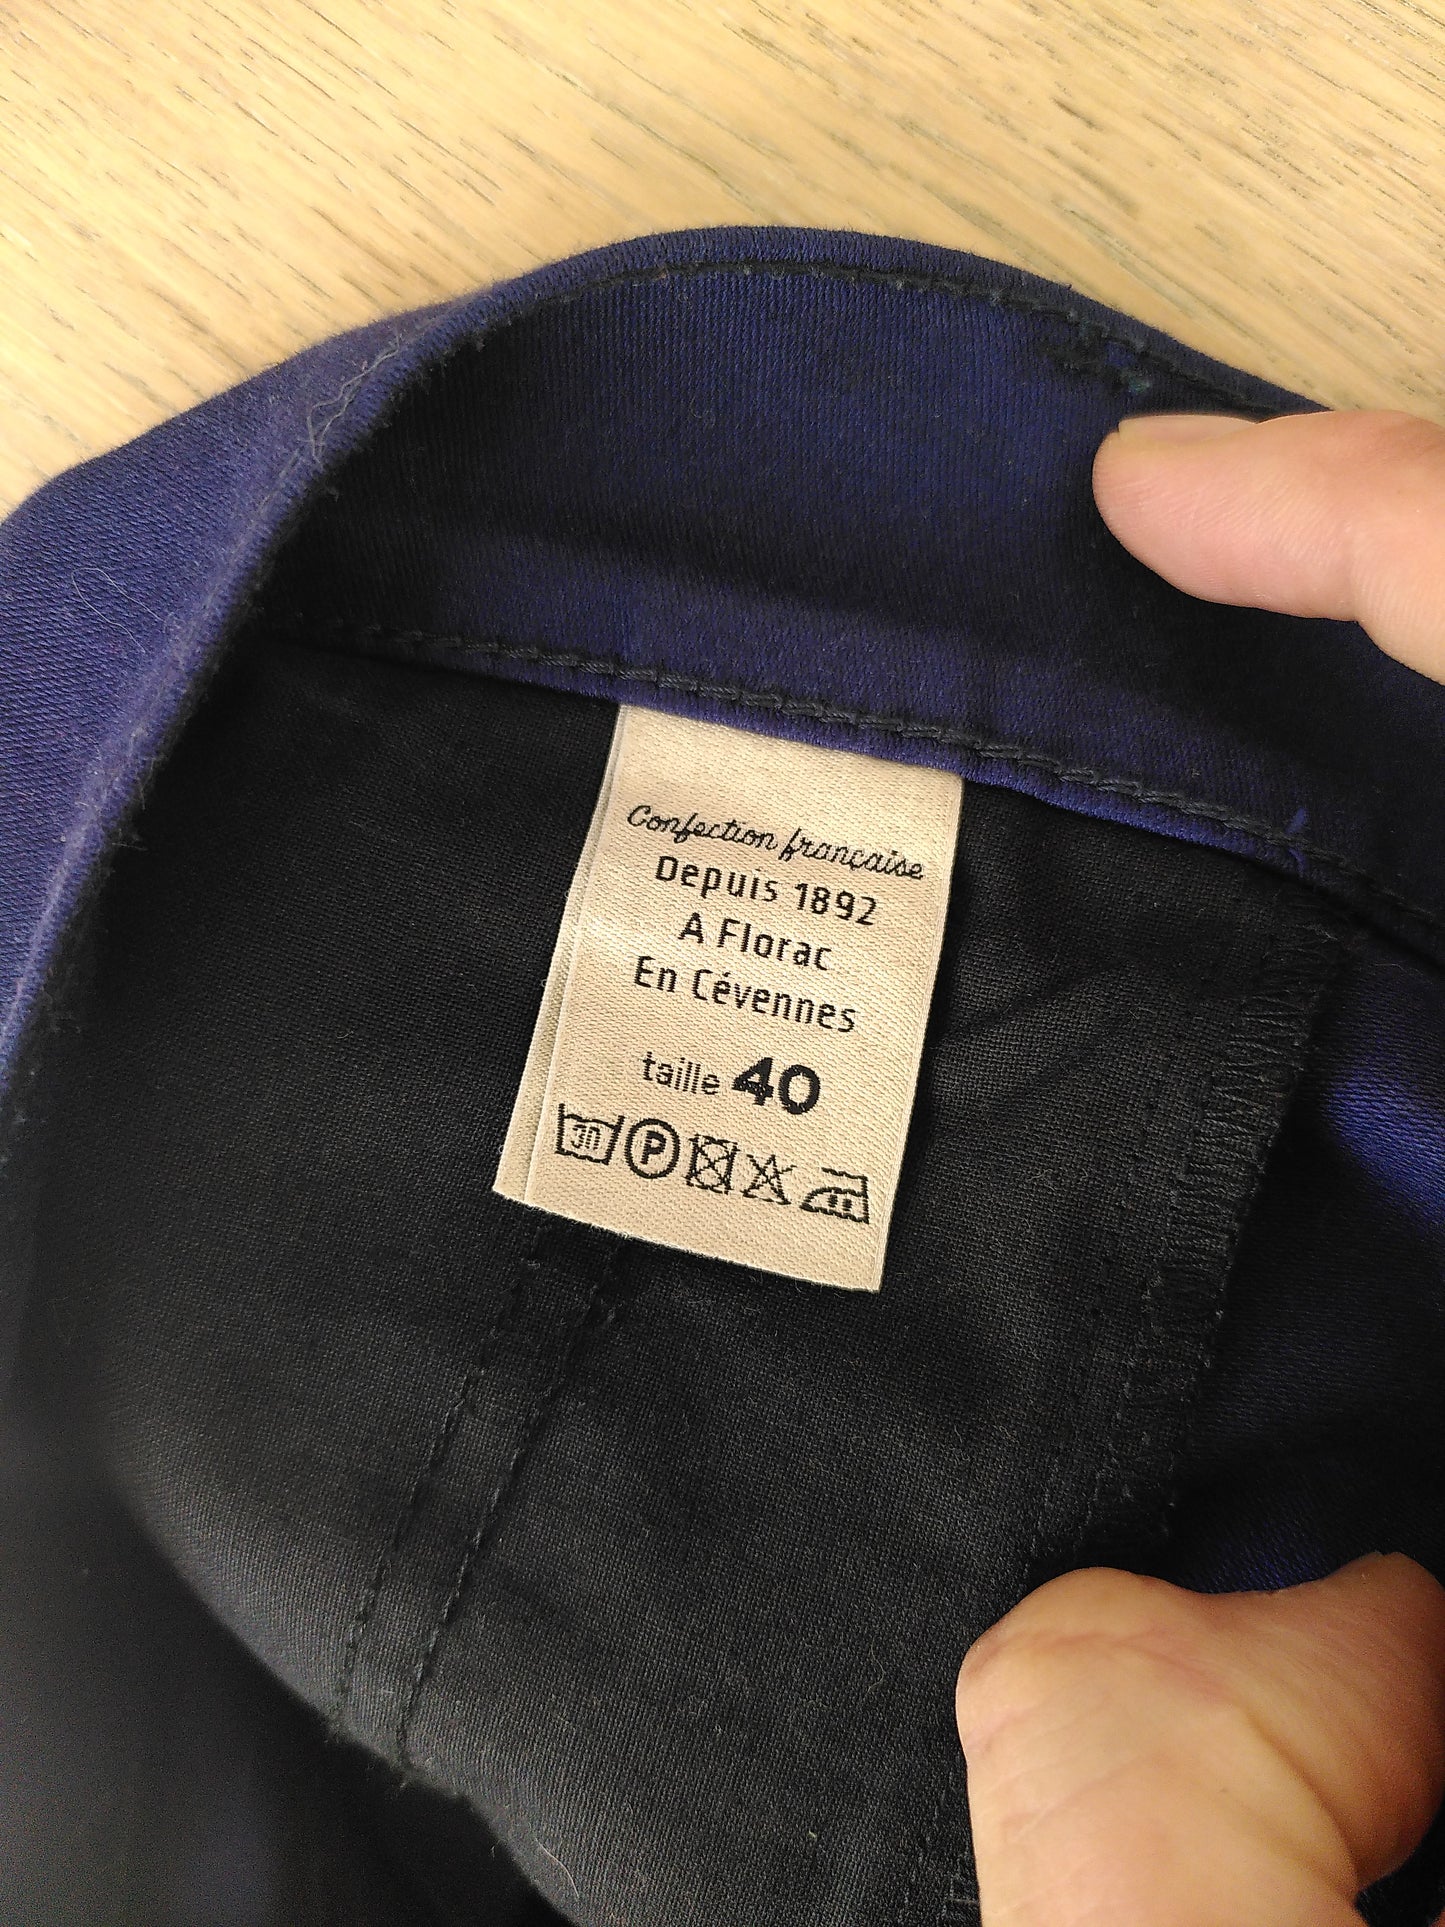 Confection française
Depuis 1892
A Florac
En Cévennes
taille 40
30 P